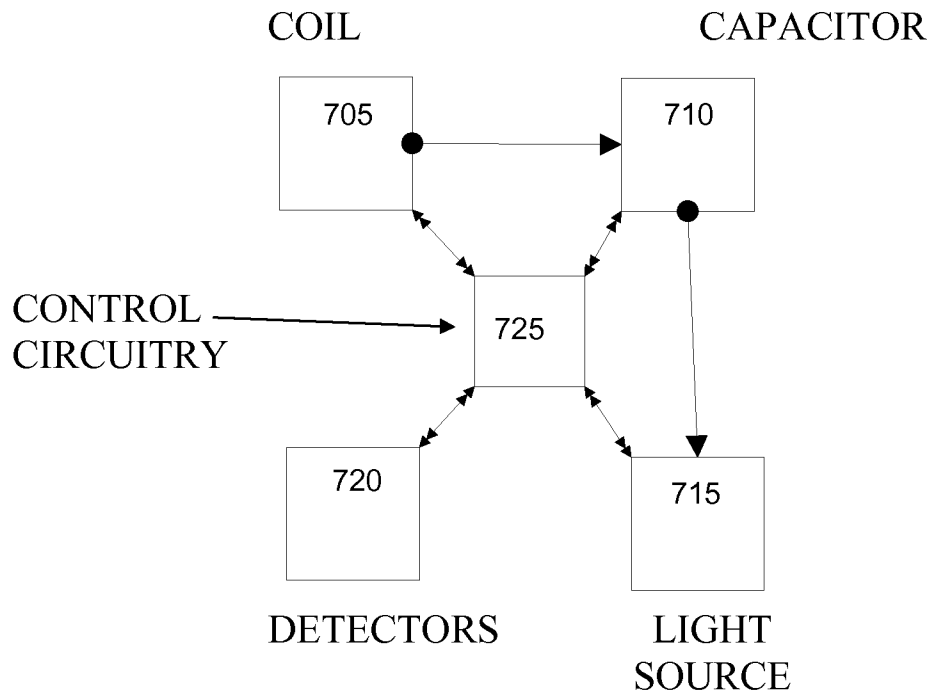 COIL
CAPACITOR
705
710
CONTROL
CIRCUITRY
725
720
715
DETECTORS
LIGHT
SOURCE